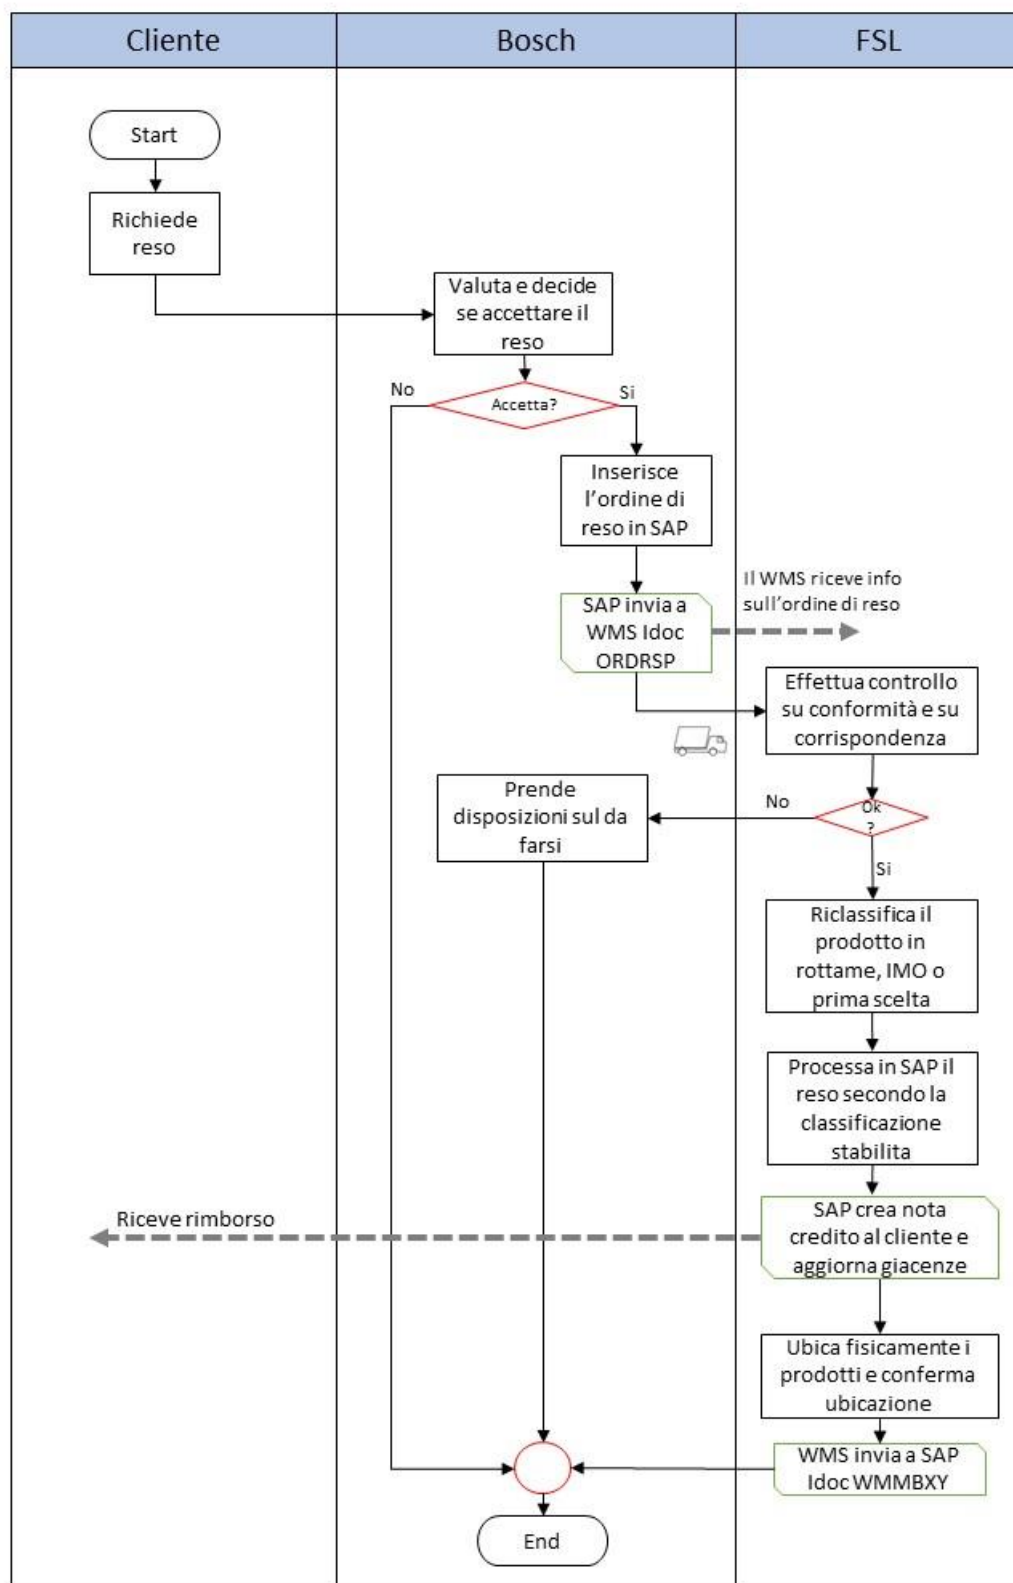 Cliente
Bosch
FSL
Start
Richiede
reso
Valuta e decide
se accettare il
reso
No
Accetta?
Si
Inserisce
l'ordine di
reso in SAP
Il WMS riceve info
sull'ordine di reso
SAP invia a
WMS Idoc
ORDRSP
Effettua controllo
su conformità e su
corrispondenza
Prende
disposizioni sul da
farsi
No
Ok
?
Si
Riclassifica il
prodotto in
rottame, IMO o
prima scelta
Processa in SAP il
reso secondo la
classificazione
stabilita
Riceve rimborso
SAP crea nota
credito al cliente e
aggiorna giacenze
Ubica fisicamente i
prodotti e conferma
ubicazione
WMS invia a SAP
Idoc WMMBXY
End